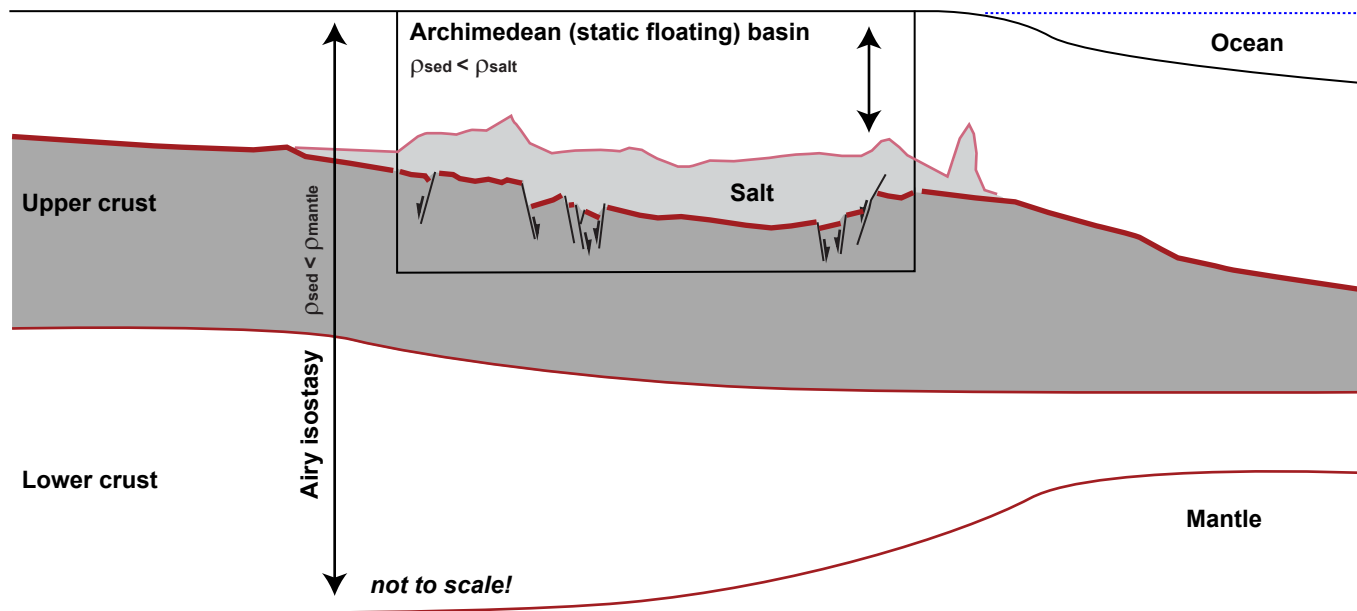 Archimedean (static floating) basin
ρsed < ρsalt
Ocean
Salt
Upper crust
ρsed < ρmantle
Airy isostasy
Lower crust
Mantle
not to scale!